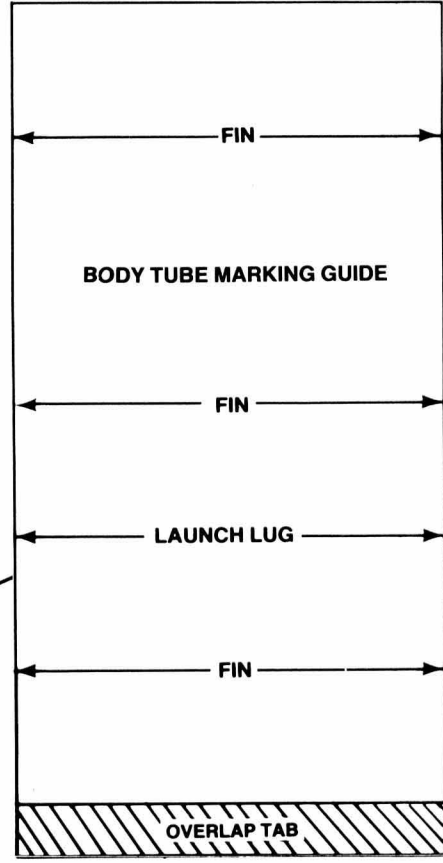 FIN
BODY TUBE MARKING GUIDE
FIN
LAUNCH LUG
FIN
OVERLAP TAB